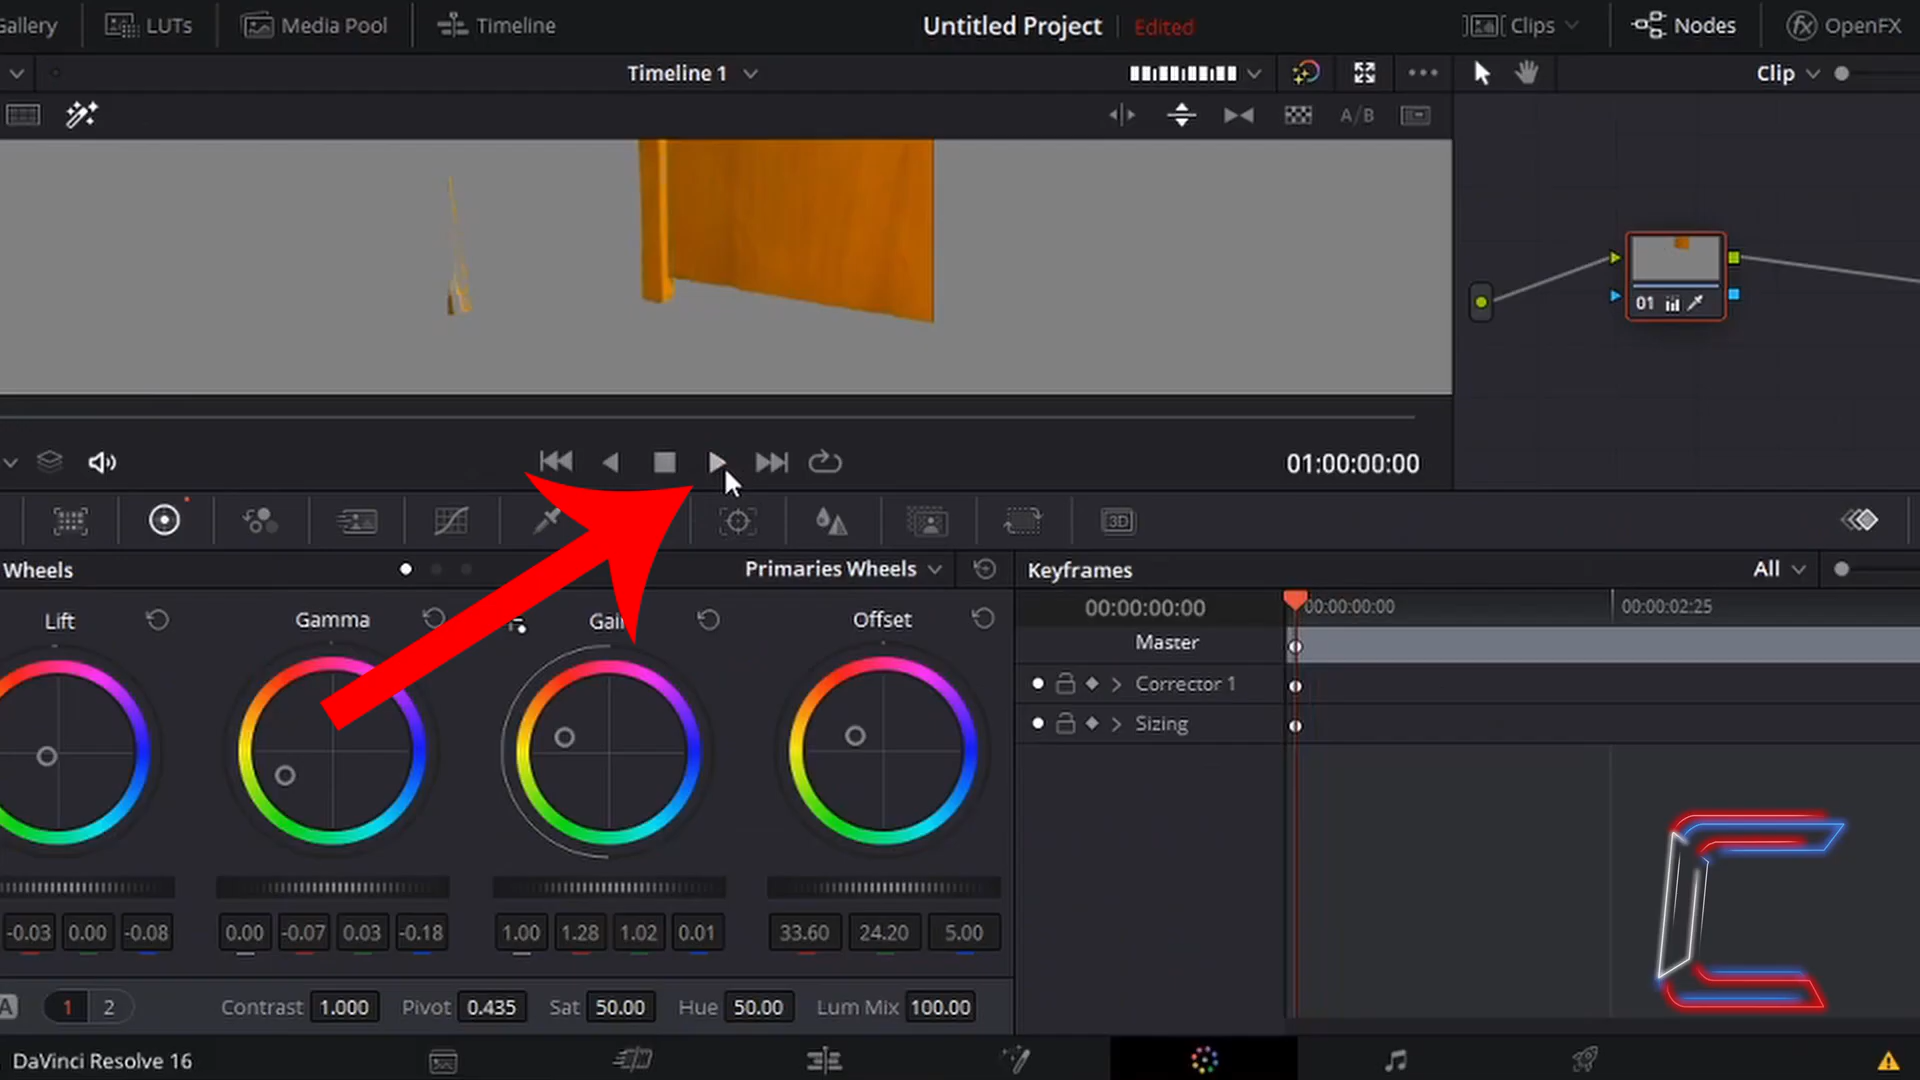 Gallery LUTs Media Pool Timeline Untitled Project Edited Clips Nodes fx OpenFX
Timeline 1 Clip
A/B
01
01:00:00:00
3D
Wheels Primaries Wheels Keyframes All
Lift Gamma Gain Offset 00:00:00:00 00:00:00:00 00:00:02:25
Master
Corrector 1
Sizing
-0.03 0.00 -0.08 0.00 -0.07 0.03 -0.18 1.00 1.28 1.02 0.01 33.60 24.20 5.00
A 1 2 Contrast 1.000 Pivot 0.435 Sat 50.00 Hue 50.00 Lum Mix 100.00
DaVinci Resolve 16